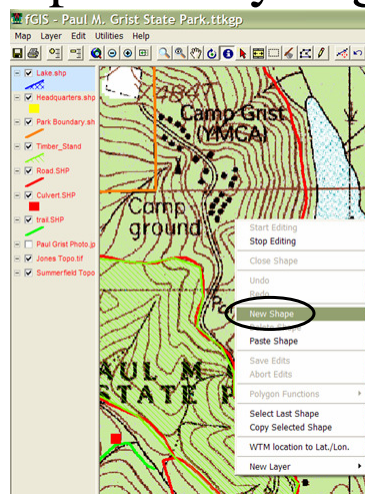 fGIS - Paul M. Grist State Park.ttkgp
Map Layer Edit Utilities Help
Lake.shp
Headquarters.shp
Park Boundary.sh
Timber_Stand
Road.SHP
Culvert.SHP
trail.SHP
Paul Grist Photo.jp
Jones Topo.tif
Summerfield Topo
Camp Grist
(YMCA)
Camp
ground
PAUL M
STATE P
Start Editing
Stop Editing
Close Shape
Undo
Redo
New Shape
Delete Shape
Paste Shape
Save Edits
Abort Edits
Polygon Functions
Select Last Shape
Copy Selected Shape
WTM location to Lat./Lon.
New Layer